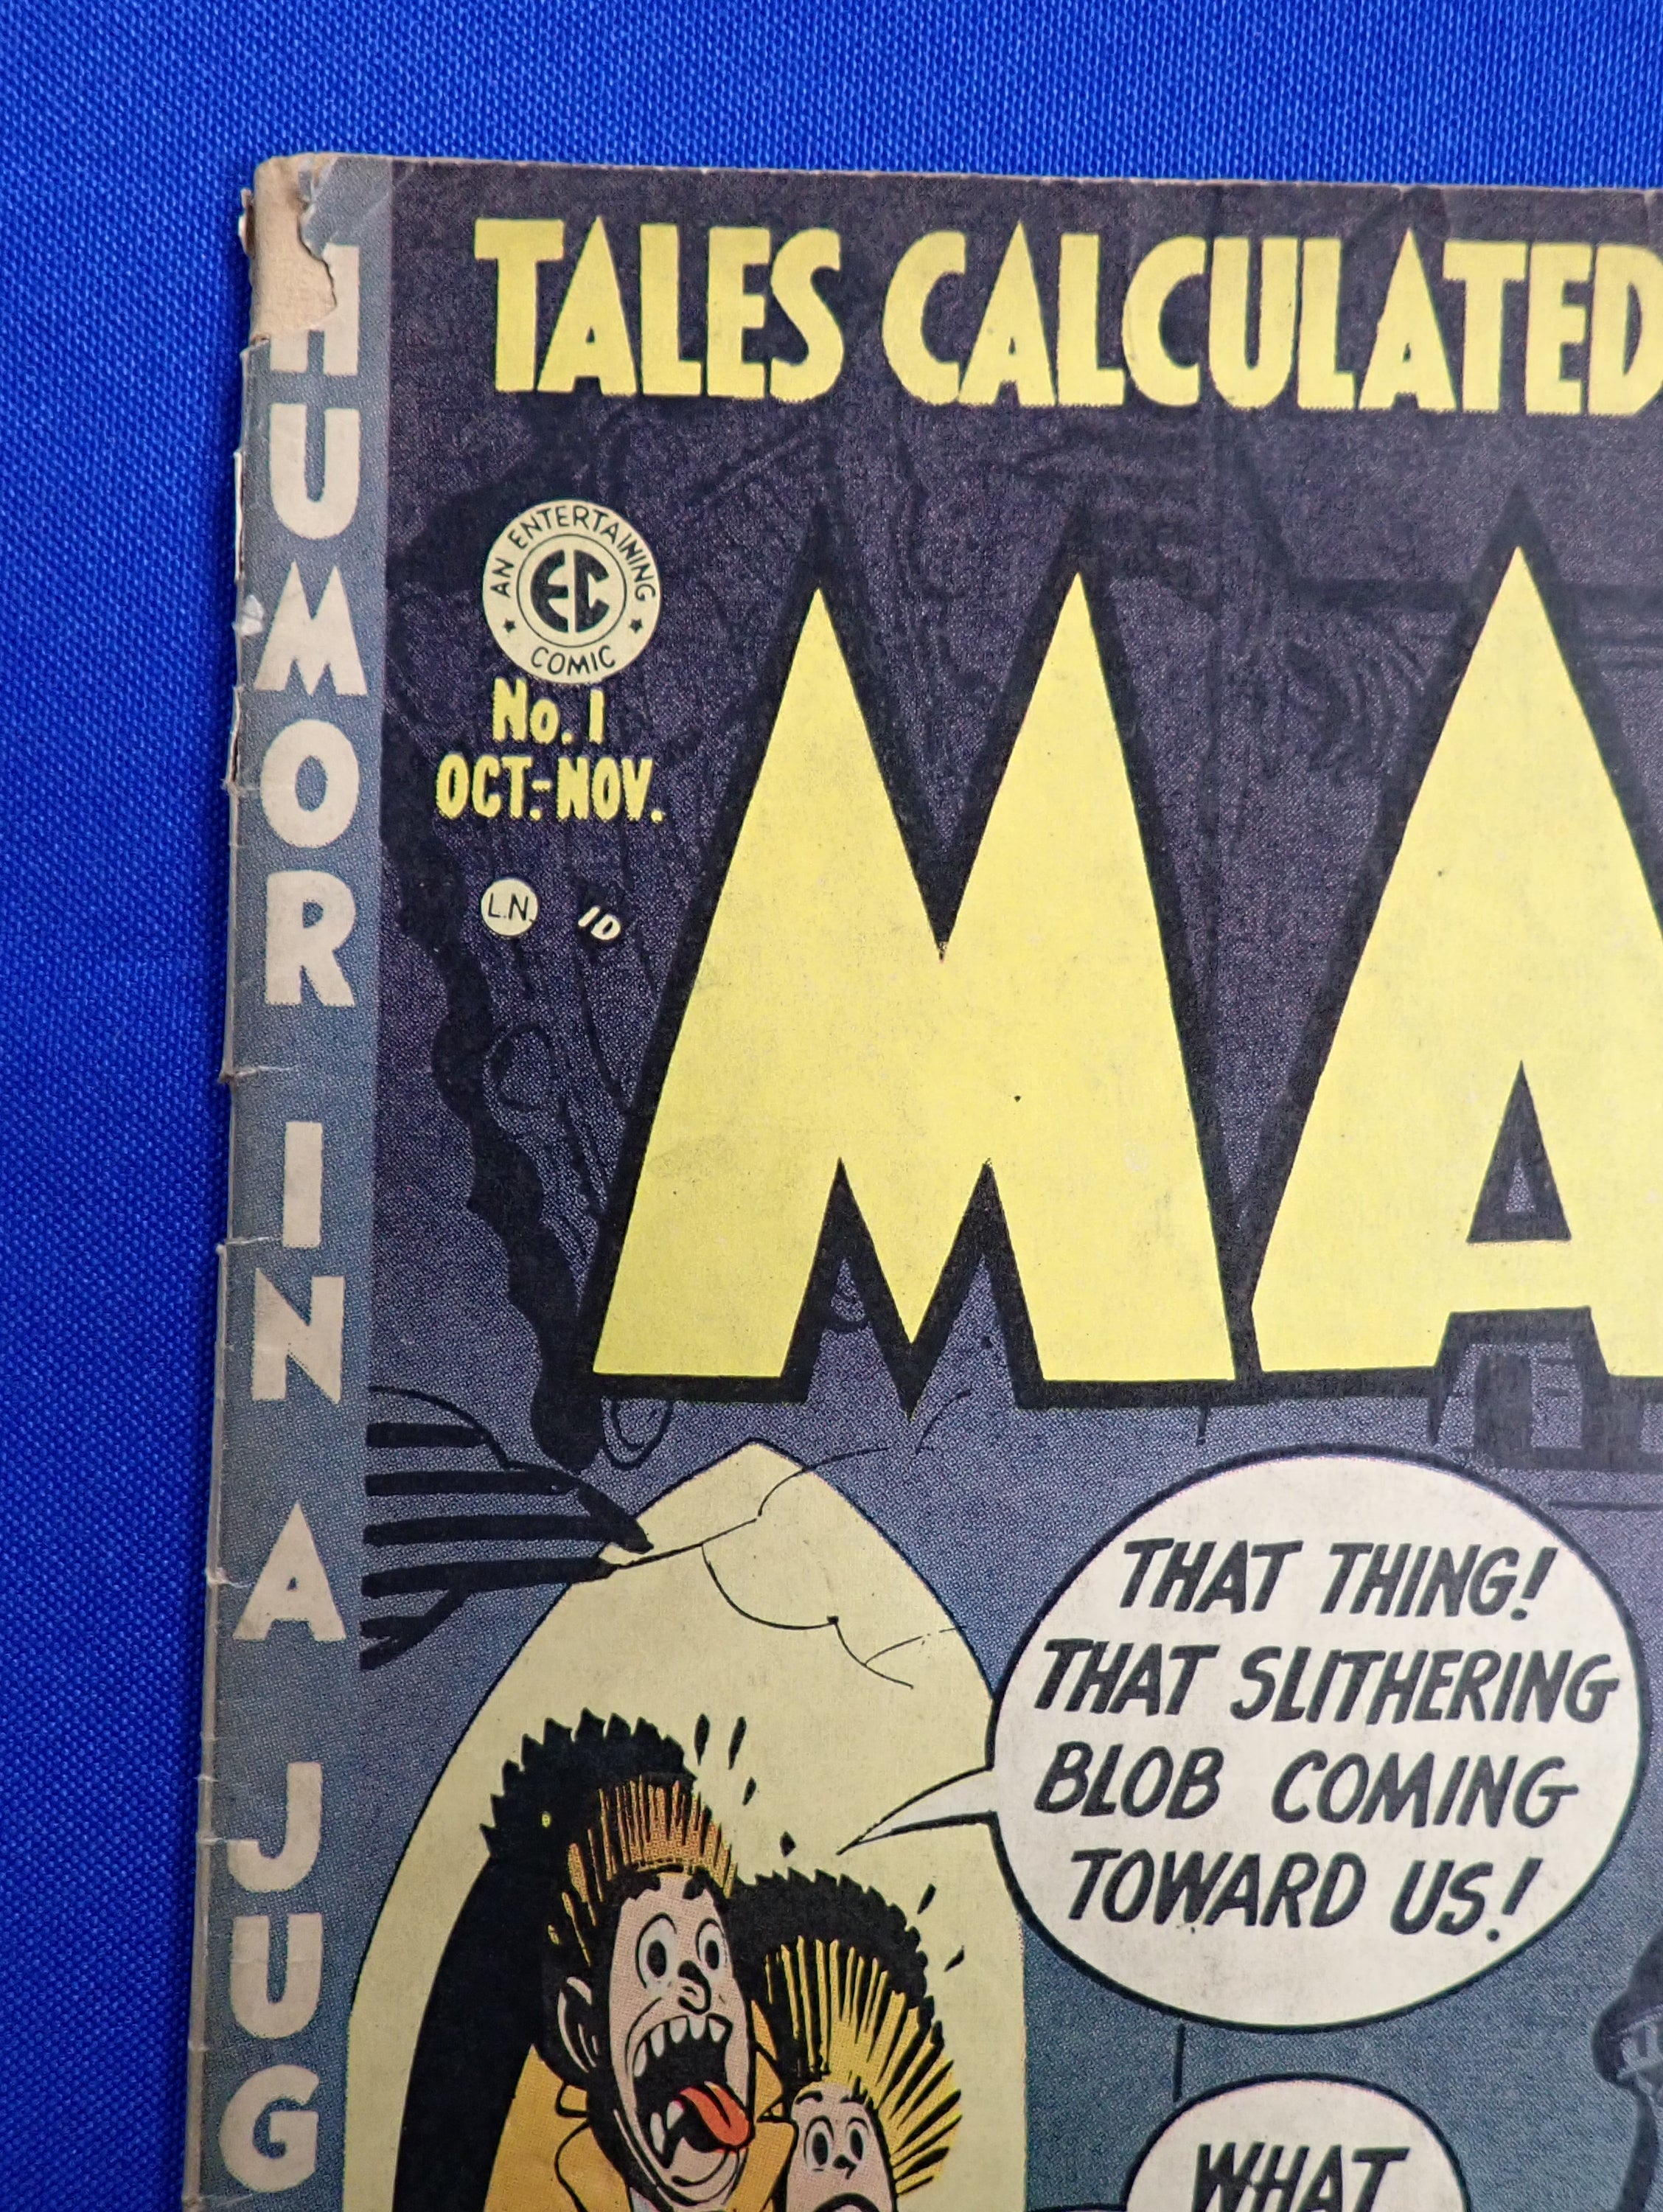 TALES CALCULATED
HUMOR IN A JUG
AN ENTERTAINING
EC
COMIC
No. 1
OCT.-NOV.
L.N. 1D
MA
THAT THING!
THAT SLITHERING
BLOB COMING
TOWARD US!
WHAT